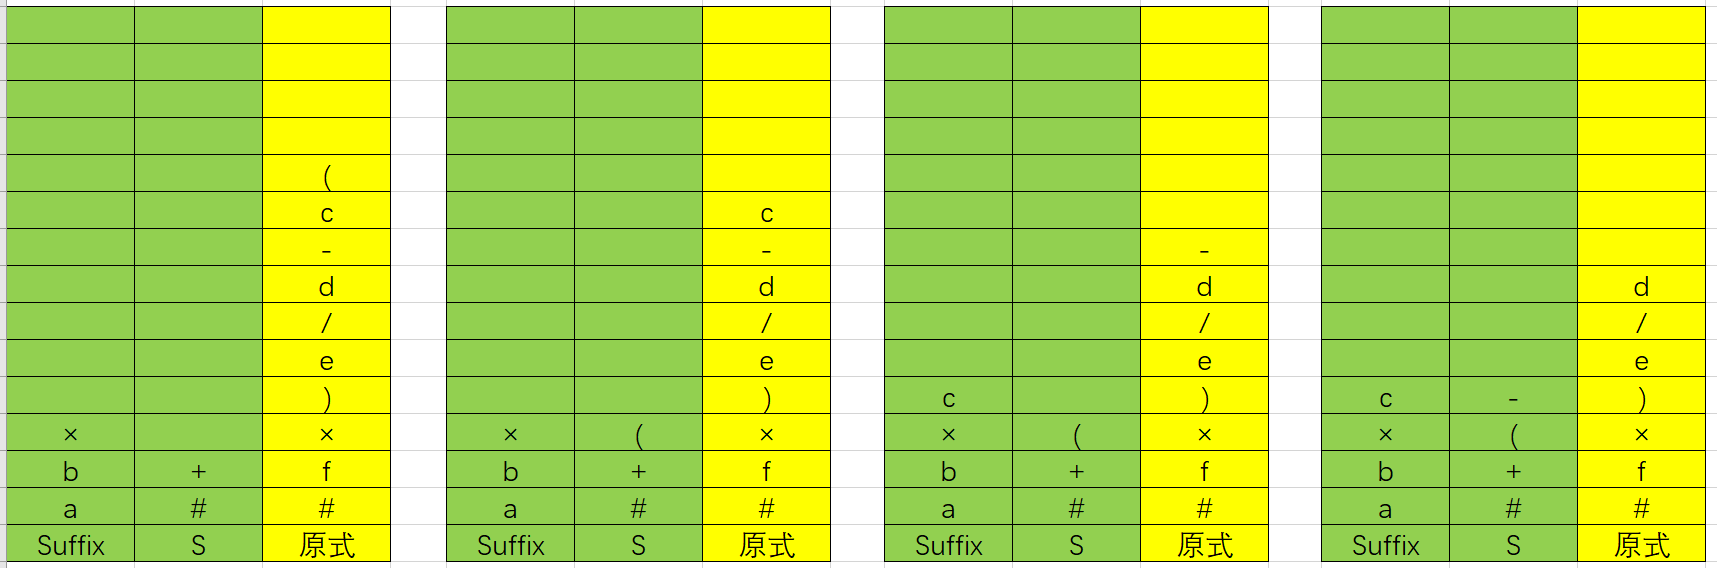 ( 
c c
- - -
d d d d
/ / / /
e e e e
) ) c ) c - )
× × × ( × × ( × × ( ×
b + f b + f b + f b + f
a # # a # # a # # a # #
Suffix S 原式 Suffix S 原式 Suffix S 原式 Suffix S 原式